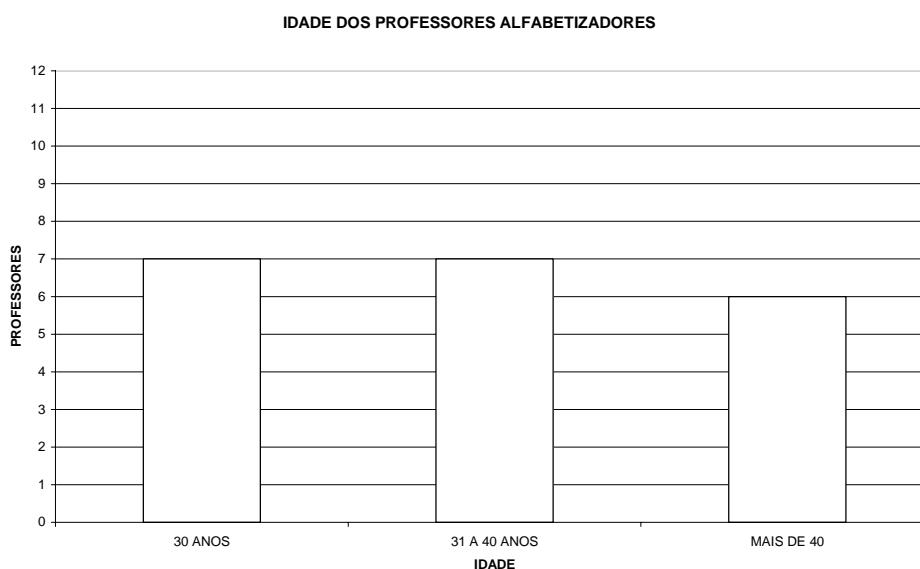 IDADE DOS PROFESSORES ALFABETIZADORES
12
11
10
9
8
7
6
5
4
3
2
1
0
PROFESSORES
30 ANOS
31 A 40 ANOS
MAIS DE 40
IDADE